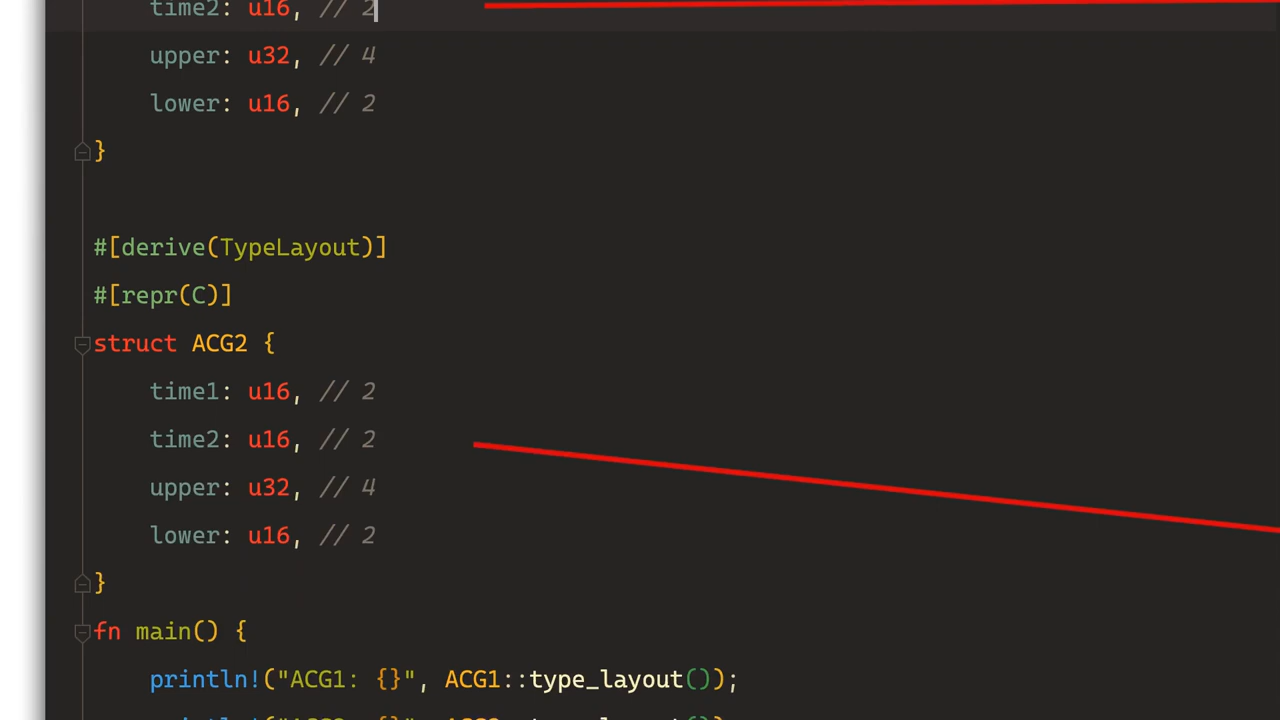 time2: u16, // 2
upper: u32, // 4
lower: u16, // 2
}
#[derive(TypeLayout)]
#[repr(C)]
struct ACG2 {
time1: u16, // 2
time2: u16, // 2
upper: u32, // 4
lower: u16, // 2
}
fn main() {
println!("ACG1: {}", ACG1::type_layout());